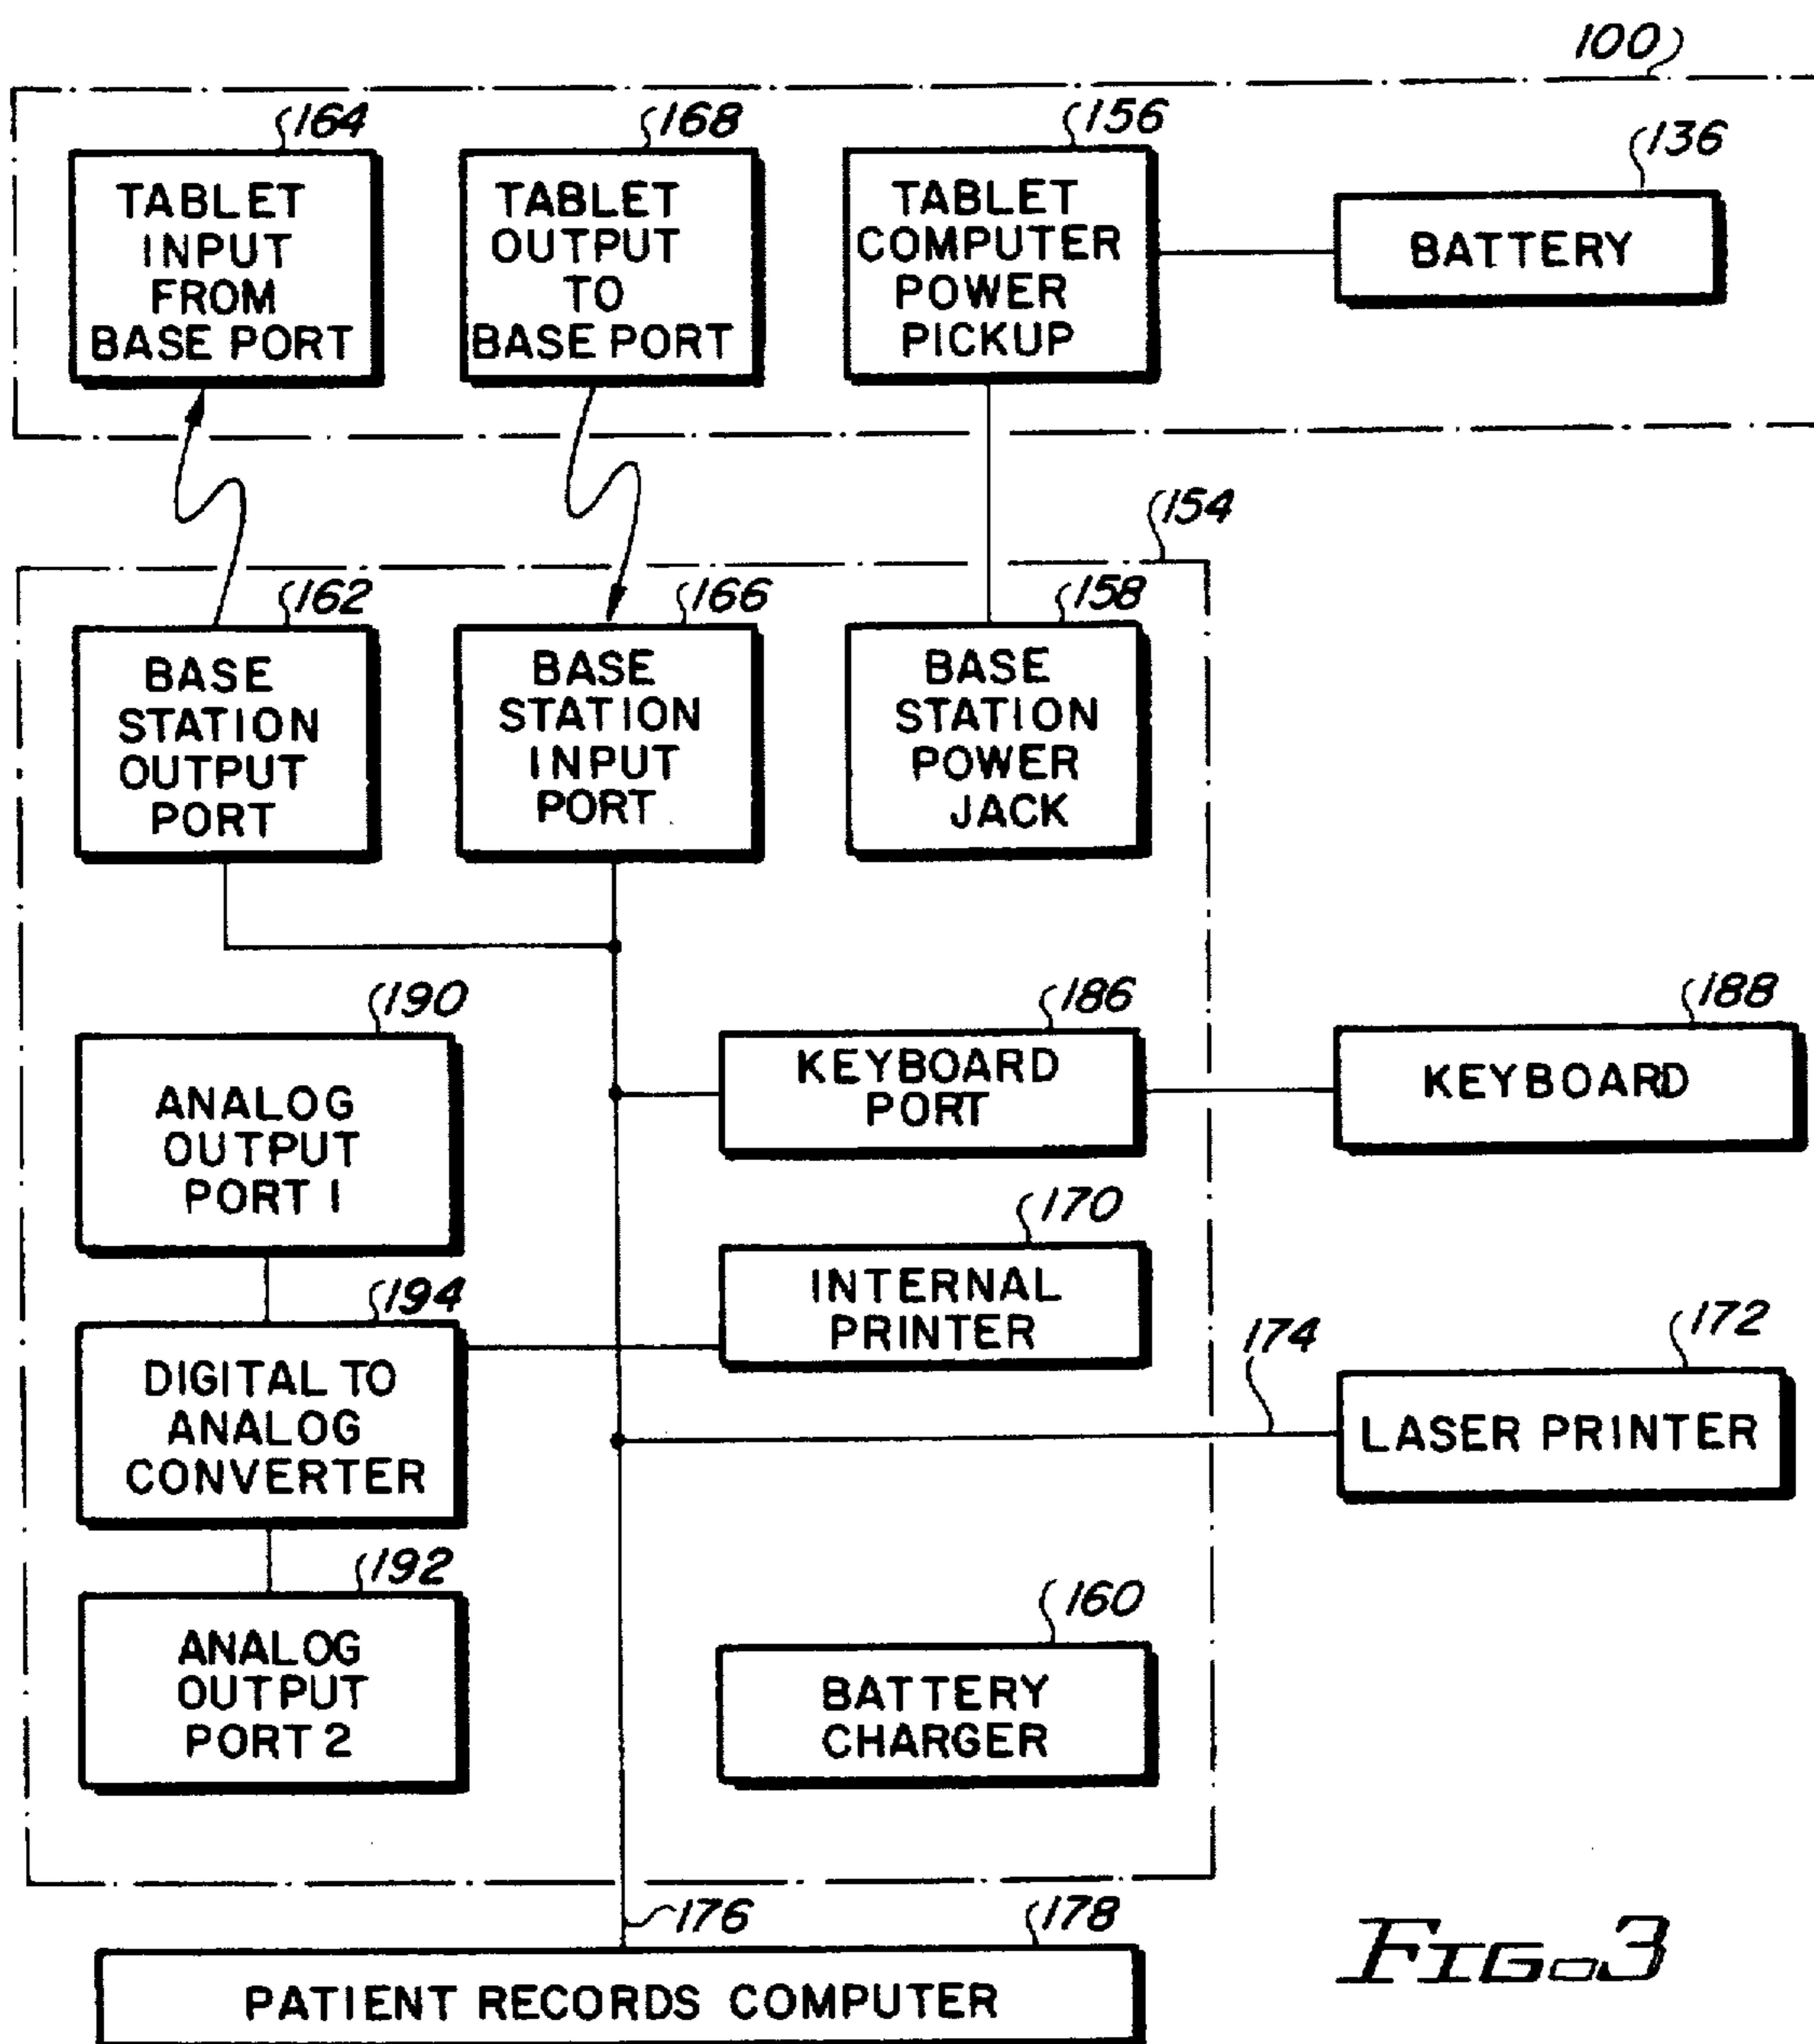 100
164
168
156
136
TABLET
INPUT
FROM
BASE PORT
TABLET
OUTPUT
TO
BASE PORT
TABLET
COMPUTER
POWER
PICKUP
BATTERY
154
162
166
158
BASE
STATION
OUTPUT
PORT
BASE
STATION
INPUT
PORT
BASE
STATION
POWER
JACK
190
186
188
ANALOG
OUTPUT
PORT 1
KEYBOARD
PORT
KEYBOARD
170
194
INTERNAL
PRINTER
174
172
DIGITAL TO
ANALOG
CONVERTER
LASER PRINTER
192
160
ANALOG
OUTPUT
PORT 2
BATTERY
CHARGER
176
178
PATIENT RECORDS COMPUTER
FIG. 3